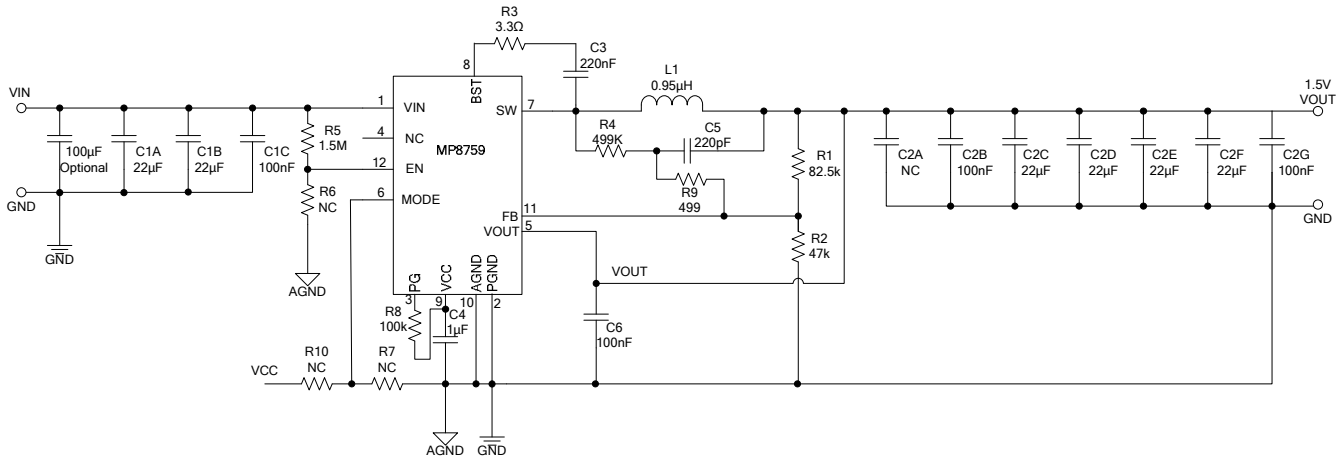 R3
3.3Ω
C3
220nF
8
BST
L1
0.95µH
VIN
1.5V
VOUT
1
VIN
SW
7
100µF
Optional
C1A
22µF
C1B
22µF
C1C
100nF
R5
1.5M
4
NC
MP8759
R4
499K
C5
220pF
R1
82.5k
C2A
NC
C2B
100nF
C2C
22µF
C2D
22µF
C2E
22µF
C2F
22µF
C2G
100nF
12
EN
R6
NC
6
MODE
R9
499
GND
GND
FB
11
VOUT
5
R2
47k
GND
AGND
VOUT
PG
VCC
AGND
PGND
3
9
10
2
R8
100k
C4
1µF
C6
100nF
VCC
R10
NC
R7
NC
AGND
GND